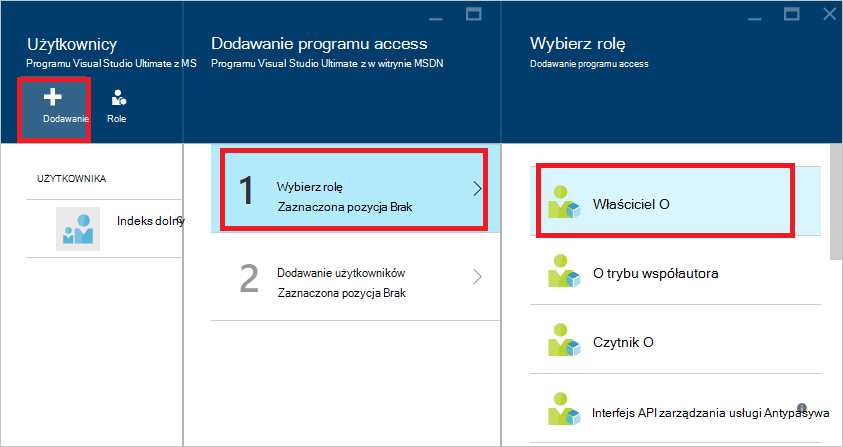 Użytkownicy
Programu Visual Studio Ultimate z MS
Dodawanie
Role
UŻYTKOWNIKA
Indeks dolny
Dodawanie programu access
Programu Visual Studio Ultimate z w witrynie MSDN
1
Wybierz rolę
Zaznaczona pozycja Brak
2
Dodawanie użytkowników
Zaznaczona pozycja Brak
Wybierz rolę
Dodawanie programu access
Właściciel O
O trybu współautora
Czytnik O
Interfejs API zarządzania usługi Antypasywa